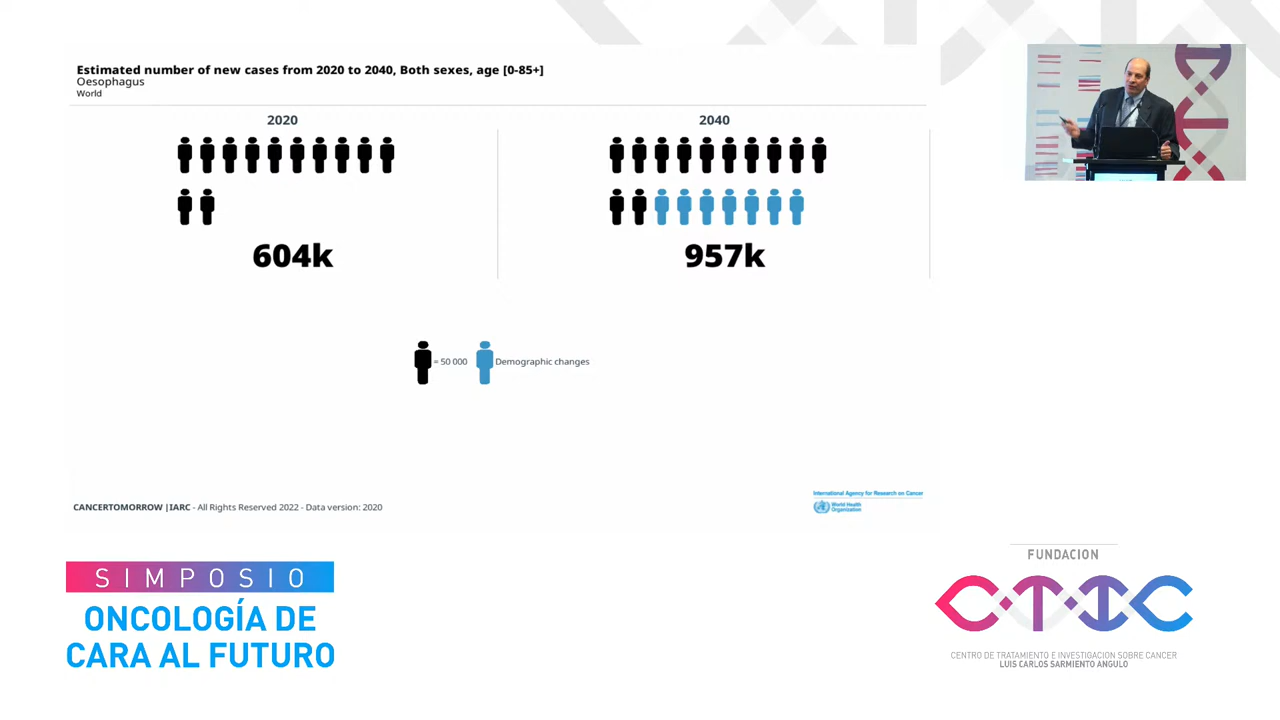 Estimated number of new cases from 2020 to 2040, Both sexes, age [0-85+]
Oesophagus
World
2020
2040
604k
957k
= 50 000
Demographic changes
CANCERTOMORROW | IARC - All Rights Reserved 2022 - Data version: 2020
International Agency for Research on Cancer
World Health
Organization
SIMPOSIO
ONCOLOGÍA DE
CARA AL FUTURO
FUNDACION
CTIC
CENTRO DE TRATAMIENTO E INVESTIGACION SOBRE CANCER
LUIS CARLOS SARMIENTO ANGULO